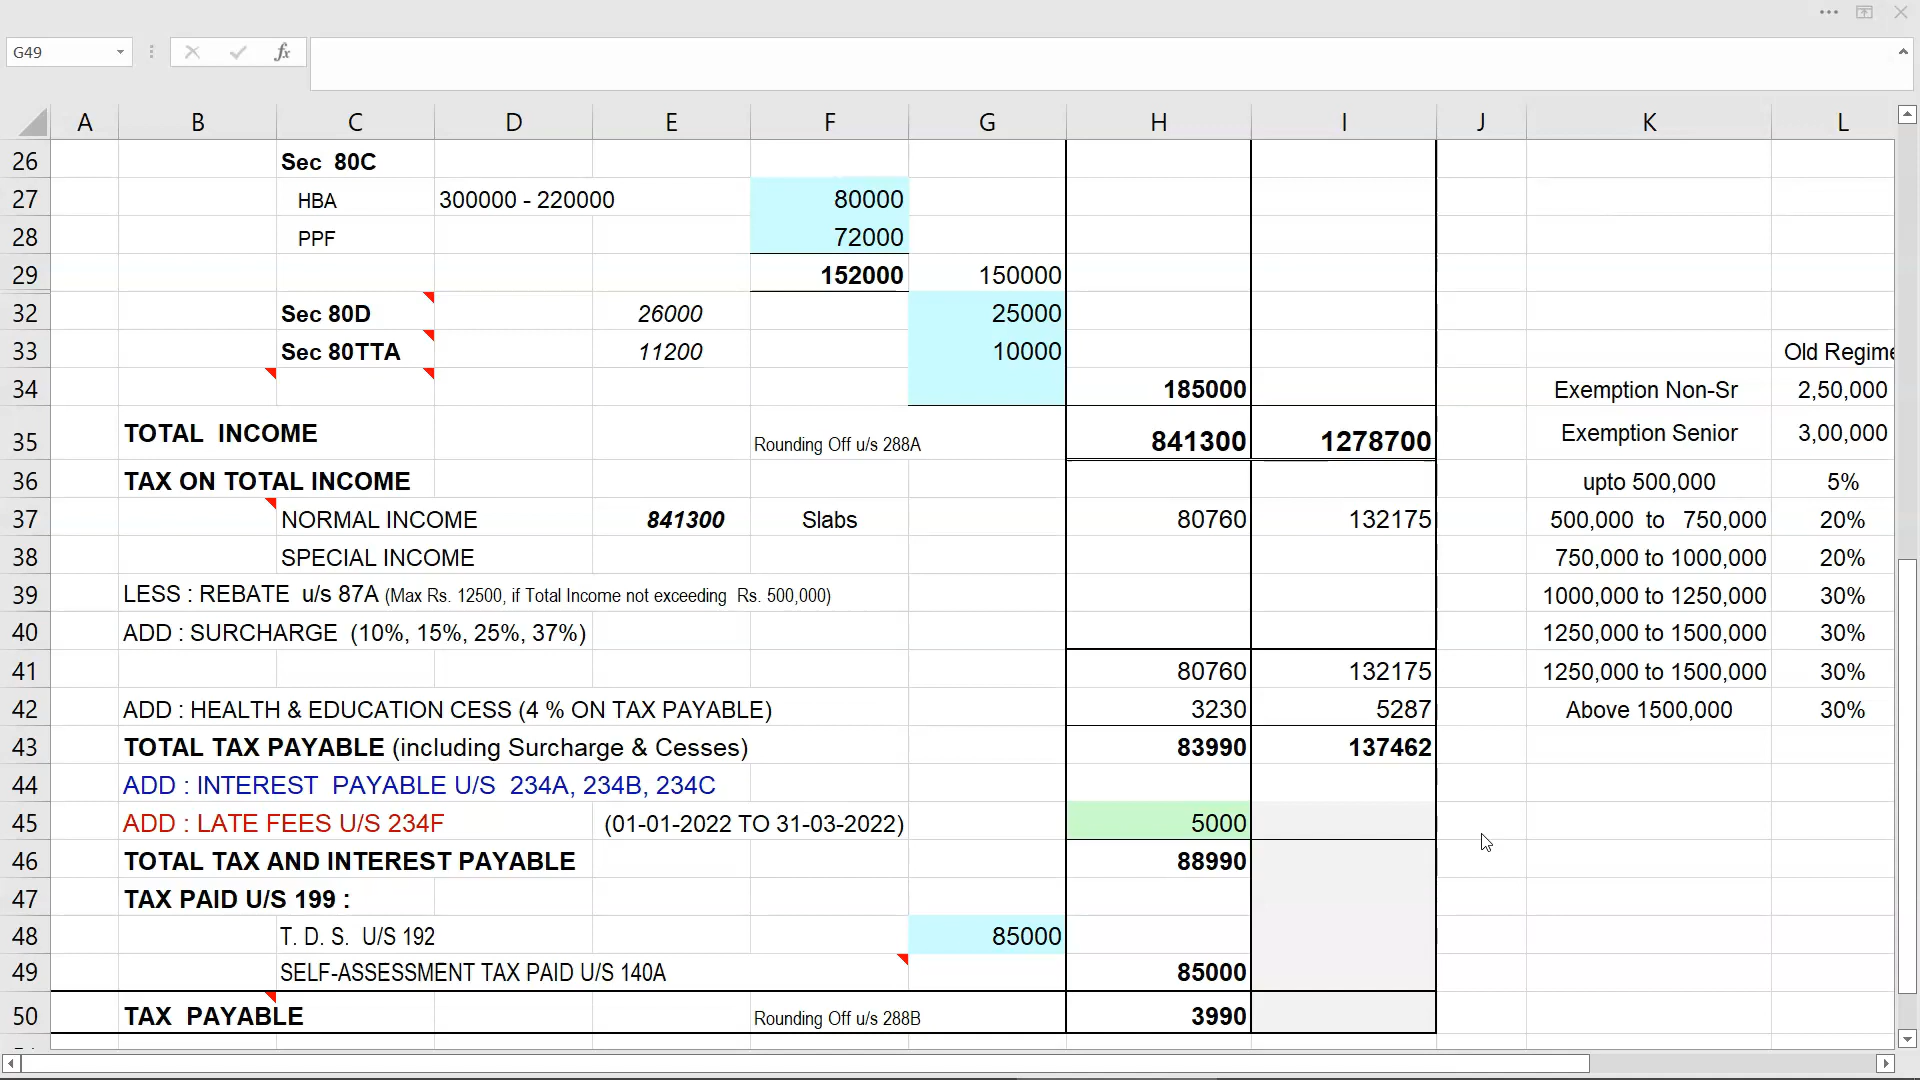 G49
fx
A B C D E F G H I J K L
26 Sec 80C
27 HBA 300000 - 220000 80000
28 PPF 72000
29 152000 150000
32 Sec 80D 26000 25000
33 Sec 80TTA 11200 10000 Old Regime
34 185000 Exemption Non-Sr 2,50,000
35 TOTAL INCOME Rounding Off u/s 288A 841300 1278700 Exemption Senior 3,00,000
36 TAX ON TOTAL INCOME upto 500,000 5%
37 NORMAL INCOME 841300 Slabs 80760 132175 500,000 to 750,000 20%
38 SPECIAL INCOME 750,000 to 1000,000 20%
39 LESS : REBATE u/s 87A (Max Rs. 12500, if Total Income not exceeding Rs. 500,000) 1000,000 to 1250,000 30%
40 ADD : SURCHARGE (10%, 15%, 25%, 37%) 1250,000 to 1500,000 30%
41 80760 132175 1250,000 to 1500,000 30%
42 ADD : HEALTH & EDUCATION CESS (4 % ON TAX PAYABLE) 3230 5287 Above 1500,000 30%
43 TOTAL TAX PAYABLE (including Surcharge & Cesses) 83990 137462
44 ADD : INTEREST PAYABLE U/S 234A, 234B, 234C
45 ADD : LATE FEES U/S 234F (01-01-2022 TO 31-03-2022) 5000
46 TOTAL TAX AND INTEREST PAYABLE 88990
47 TAX PAID U/S 199 :
48 T. D. S. U/S 192 85000
49 SELF-ASSESSMENT TAX PAID U/S 140A 85000
50 TAX PAYABLE Rounding Off u/s 288B 3990